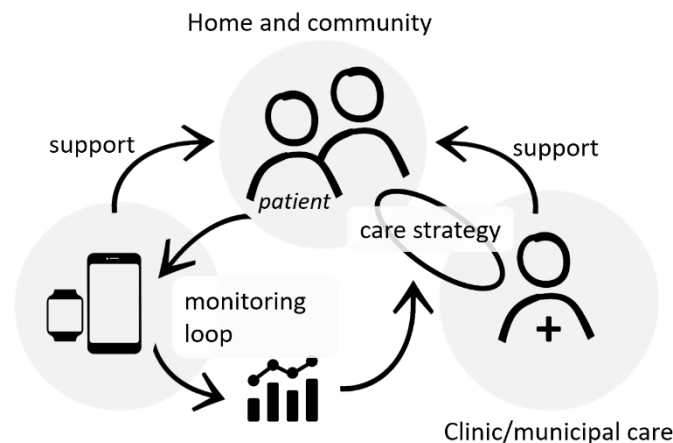 Home and community
support
support
patient
care strategy
monitoring
loop
Clinic/municipal care